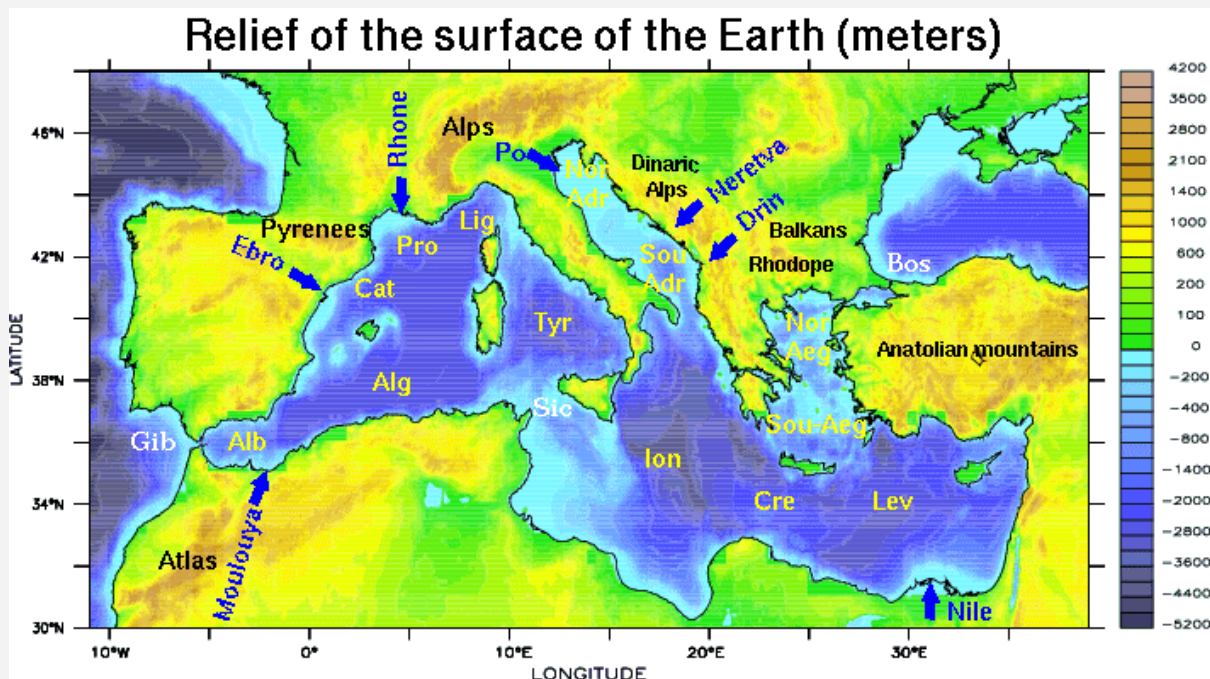 Relief of the surface of the Earth (meters)
46°N
42°N
38°N
34°N
30°N
LATITUDE
10°W
0°
10°E
20°E
30°E
LONGITUDE
Rhone
Alps
Po
Nor
Adr
Dinaric
Alps
Neretva
Drin
Pyrenees
Lig
Pro
Ebro
Cat
Sou
Adr
Balkans
Rhodope
Bos
Tyr
Nor
Aeg
Anatolian mountains
Alg
Sic
Gib
Alb
Sou-Aeg
Ion
Cre
Lev
Atlas
Moulouya
Nile
4200
3500
2800
2100
1400
1000
600
200
100
0
-200
-400
-800
-1400
-2000
-2800
-3600
-4400
-5200